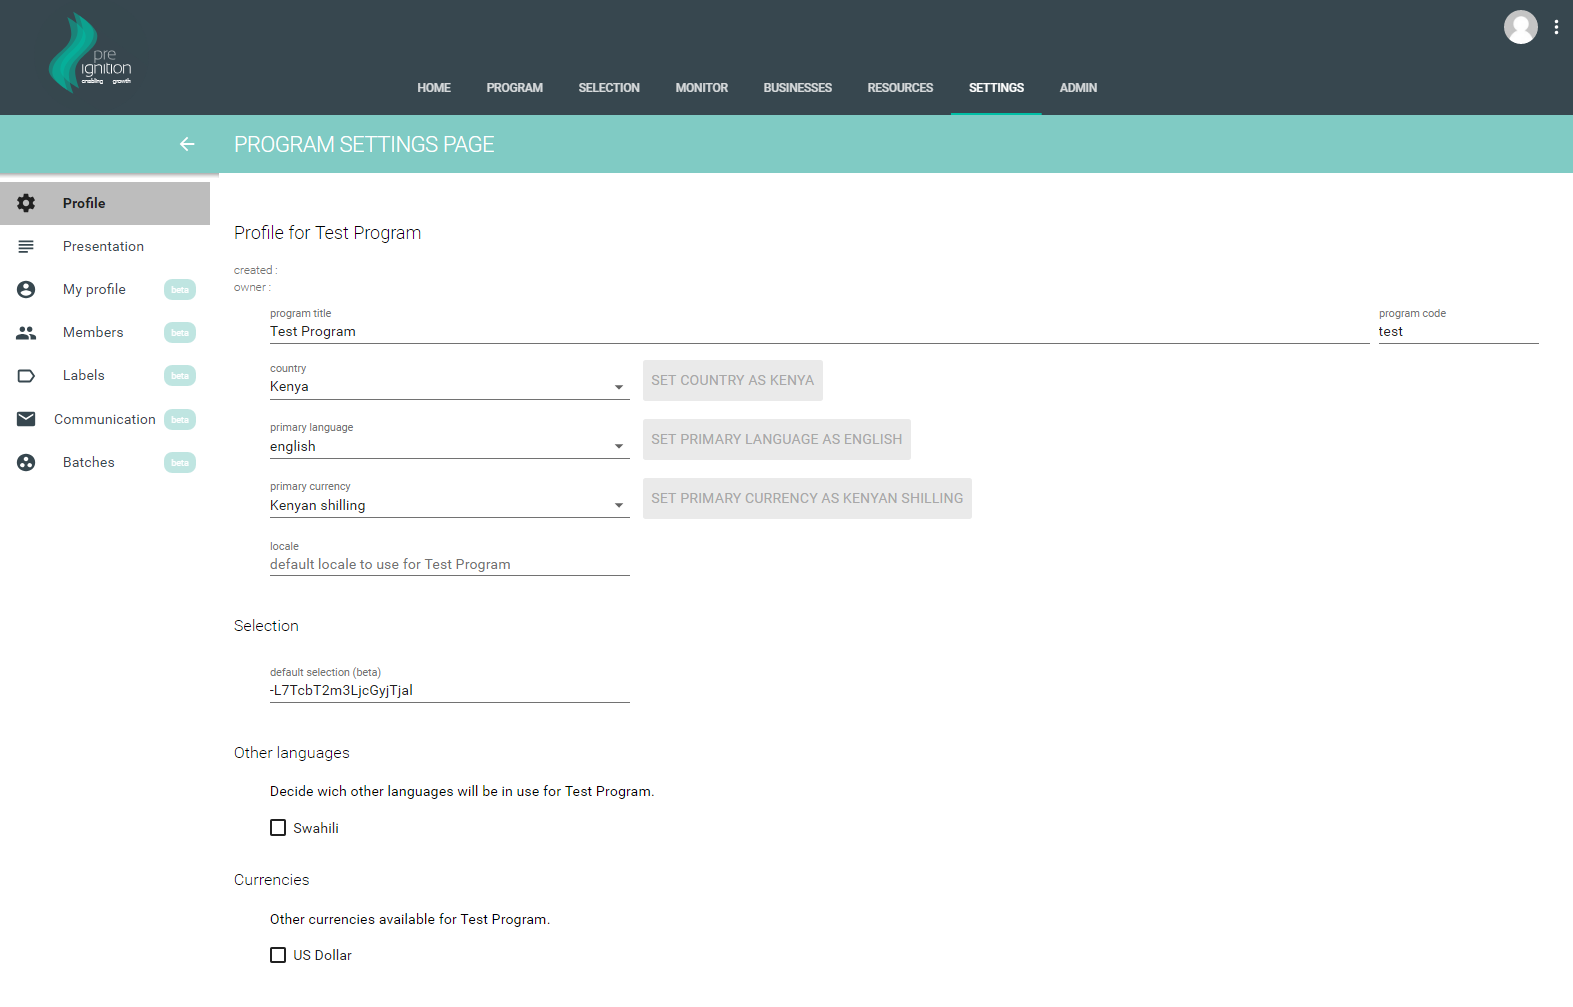 pre
ignition
enabling growth
HOME PROGRAM SELECTION MONITOR BUSINESSES RESOURCES SETTINGS ADMIN
PROGRAM SETTINGS PAGE
Profile
Presentation
My profile beta
Members beta
Labels beta
Communication beta
Batches beta
Profile for Test Program
created :
owner :
program title
Test Program
program code
test
country
Kenya
SET COUNTRY AS KENYA
primary language
english
SET PRIMARY LANGUAGE AS ENGLISH
primary currency
Kenyan shilling
SET PRIMARY CURRENCY AS KENYAN SHILLING
locale
default locale to use for Test Program
Selection
default selection (beta)
-L7TcbT2m3LjcGyjTjal
Other languages
Decide wich other languages will be in use for Test Program.
Swahili
Currencies
Other currencies available for Test Program.
US Dollar